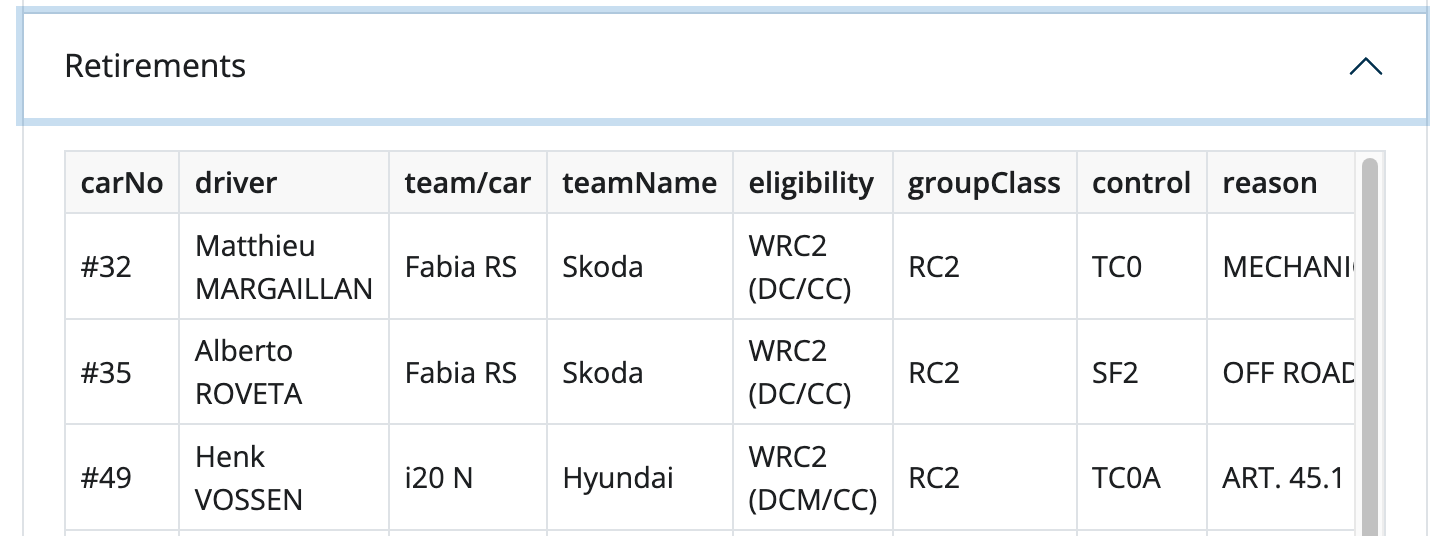 Retirements
carNo driver team/car teamName eligibility groupClass control reason
#32 Matthieu MARGAILLAN Fabia RS Skoda WRC2 (DC/CC) RC2 TC0 MECHANI
#35 Alberto ROVETA Fabia RS Skoda WRC2 (DC/CC) RC2 SF2 OFF ROAD
#49 Henk VOSSEN i20 N Hyundai WRC2 (DCM/CC) RC2 TC0A ART. 45.1